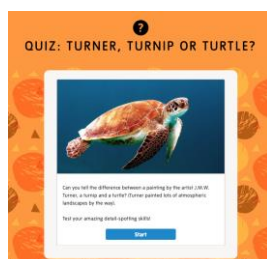 ?
QUIZ: TURNER, TURNIP OR TURTLE?
Can you tell the difference between a painting by the artist J.M.W.
Turner, a turnip and a turtle? (Turner painted lots of atmospheric
landscapes by the way).
Test your amazing detail-spotting skills!
Start